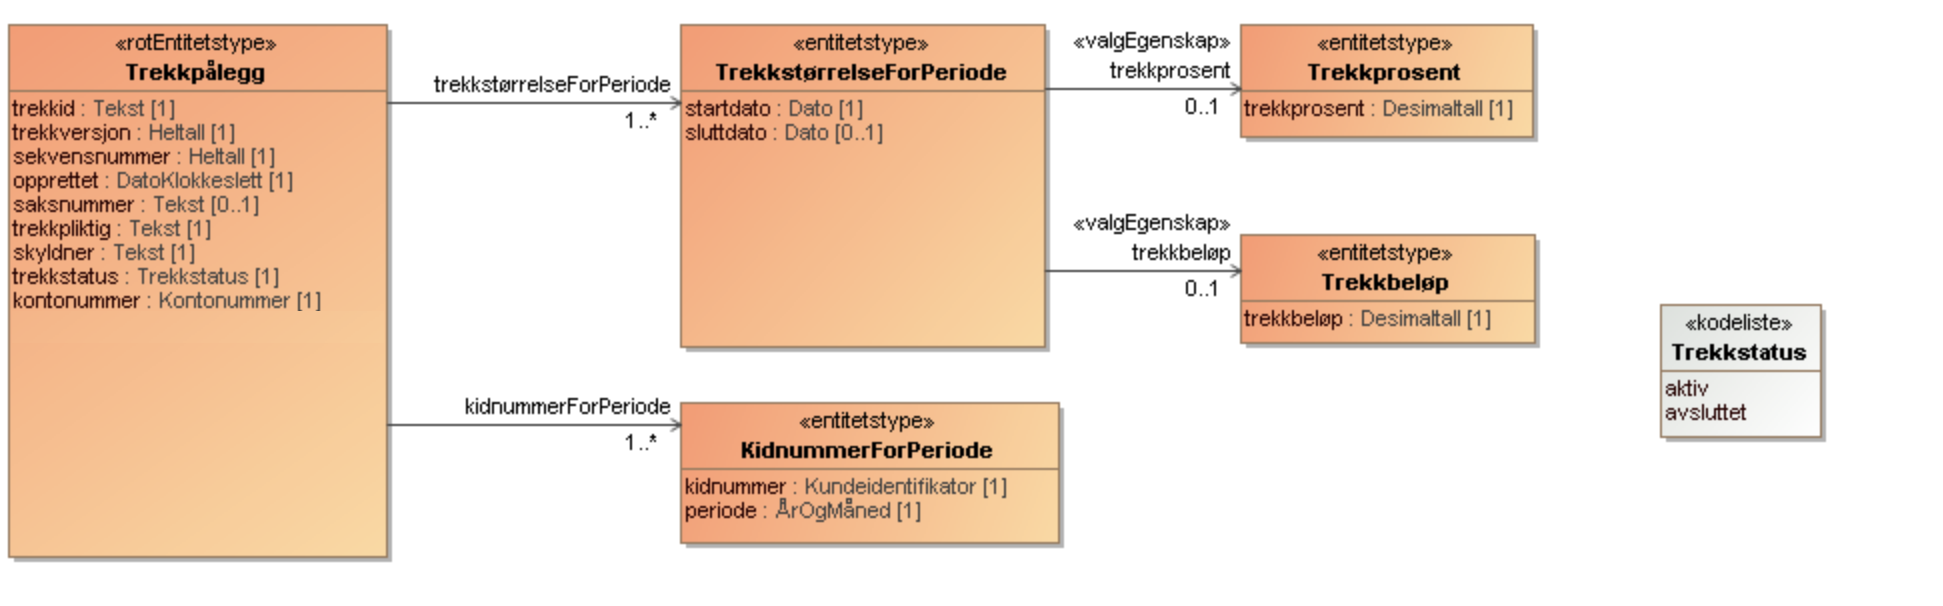 «rotEntitetstype»
Trekkpålegg
trekkid : Tekst [1]
trekkversjon : Heltall [1]
sekvensnummer : Heltall [1]
opprettet : DatoKlokkeslett [1]
saksnummer : Tekst [0..1]
trekkpliktig : Tekst [1]
skyldner : Tekst [1]
trekkstatus : Trekkstatus [1]
kontonummer : Kontonummer [1]
trekkstørrelseForPeriode
1..*
«entitetstype»
TrekkstørrelseForPeriode
startdato : Dato [1]
sluttdato : Dato [0..1]
«valgEgenskap»
trekkprosent
0..1
«entitetstype»
Trekkprosent
trekkprosent : Desimaltall [1]
«valgEgenskap»
trekkbeløp
0..1
«entitetstype»
Trekkbeløp
trekkbeløp : Desimaltall [1]
kidnummerForPeriode
1..*
«entitetstype»
KidnummerForPeriode
kidnummer : Kundeidentifikator [1]
periode : ÅrOgMåned [1]
«kodeliste»
Trekkstatus
aktiv
avsluttet